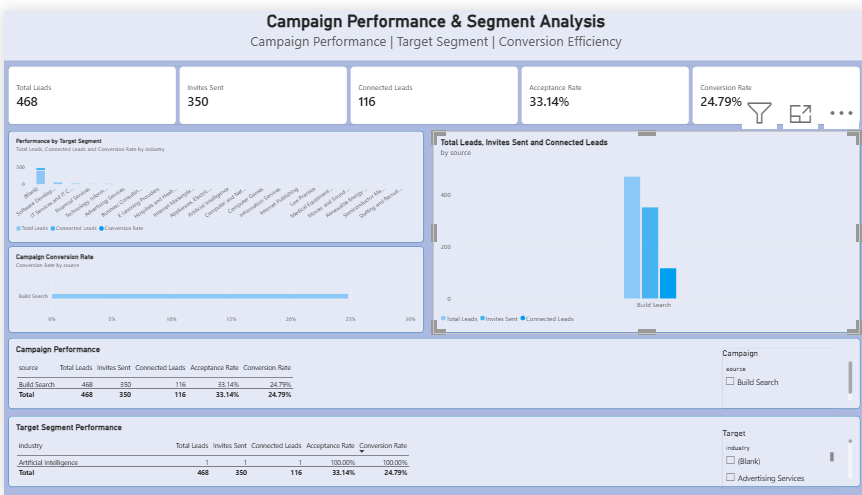 Campaign Performance & Segment Analysis
Campaign Performance | Target Segment | Conversion Efficiency
Total Leads
468
Invites Sent
350
Connected Leads
116
Acceptance Rate
33.14%
Conversion Rate
24.79%
Performance by Target Segment
Total Leads, Connected Leads and Conversion Rate by industry
500
0
(Blank)
Software Develop...
IT Services and IT C...
Financial Services
Technology, Inform...
Advertising Services
Business Consultin...
E-Learning Providers
Hospitals and Healt...
Internet Marketpla...
Appliances, Electric...
Artificial Intelligence
Computer and Net...
Computer Games
Information Services
Internet Publishing
Law Practice
Medical Equipment...
Movies and Sound ...
Renewable Energy ...
Semiconductor Ma...
Staffing and Recruit...
Total Leads Connected Leads Conversion Rate
Campaign Conversion Rate
Conversion Rate by source
Build Search
0% 5% 10% 15% 20% 25% 30%
Total Leads, Invites Sent and Connected Leads
by source
400
200
0
Build Search
Total Leads Invites Sent Connected Leads
Campaign Performance
source Total Leads Invites Sent Connected Leads Acceptance Rate Conversion Rate
Build Search 468 350 116 33.14% 24.79%
Total 468 350 116 33.14% 24.79%
Campaign
source
Build Search
Target Segment Performance
industry Total Leads Invites Sent Connected Leads Acceptance Rate Conversion Rate
Artificial Intelligence 1 1 1 100.00% 100.00%
Total 468 350 116 33.14% 24.79%
Target
industry
(Blank)
Advertising Services